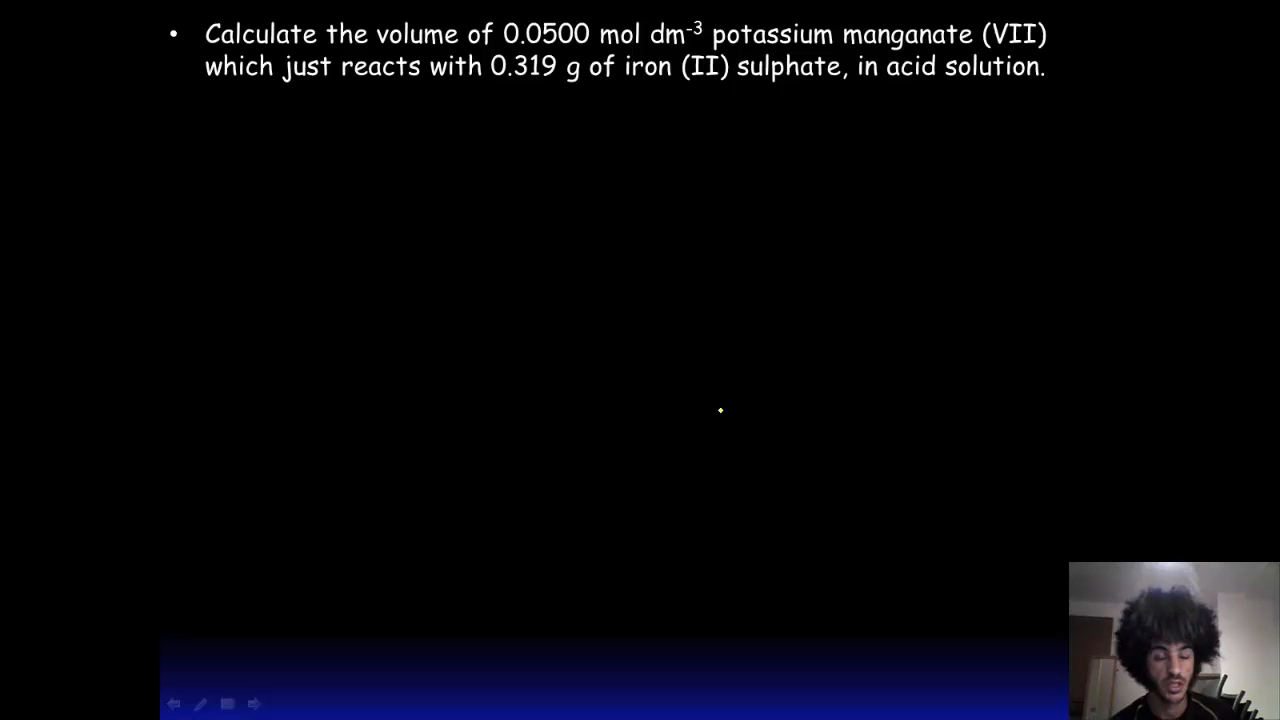 • Calculate the volume of 0.0500 mol dm⁻³ potassium manganate (VII)
which just reacts with 0.319 g of iron (II) sulphate, in acid solution.